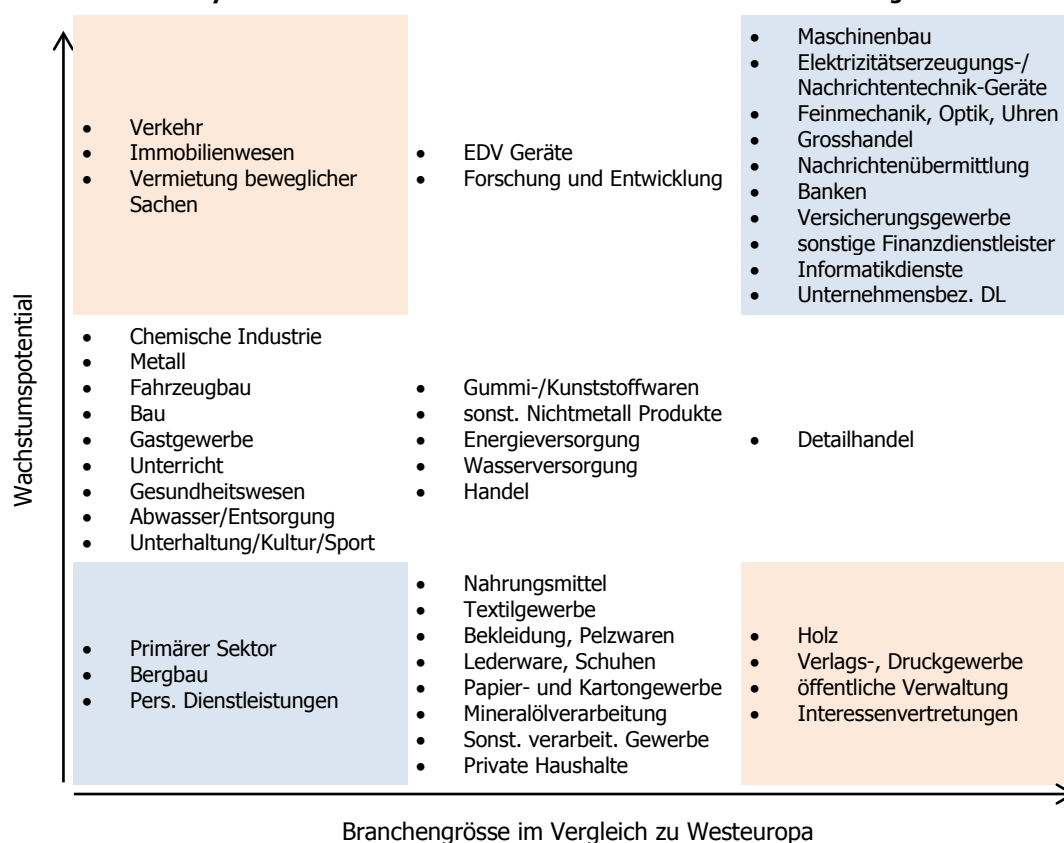 • Verkehr
• Immobilienwesen
• Vermietung beweglicher
Sachen
• EDV Geräte
• Forschung und Entwicklung
• Maschinenbau
• Elektrizitätserzeugungs-/
Nachrichtentechnik-Geräte
• Feinmechanik, Optik, Uhren
• Grosshandel
• Nachrichtenübermittlung
• Banken
• Versicherungsgewerbe
• sonstige Finanzdienstleister
• Informatikdienste
• Unternehmensbez. DL
Wachstumspotential
• Chemische Industrie
• Metall
• Fahrzeugbau
• Bau
• Gastgewerbe
• Unterricht
• Gesundheitswesen
• Abwasser/Entsorgung
• Unterhaltung/Kultur/Sport
• Gummi-/Kunststoffwaren
• sonst. Nichtmetall Produkte
• Energieversorgung
• Wasserversorgung
• Handel
• Detailhandel
• Primärer Sektor
• Bergbau
• Pers. Dienstleistungen
• Nahrungsmittel
• Textilgewerbe
• Bekleidung, Pelzwaren
• Lederware, Schuhen
• Papier- und Kartongewerbe
• Mineralölverarbeitung
• Sonst. verarbeit. Gewerbe
• Private Haushalte
• Holz
• Verlags-, Druckgewerbe
• öffentliche Verwaltung
• Interessenvertretungen
Branchengrösse im Vergleich zu Westeuropa